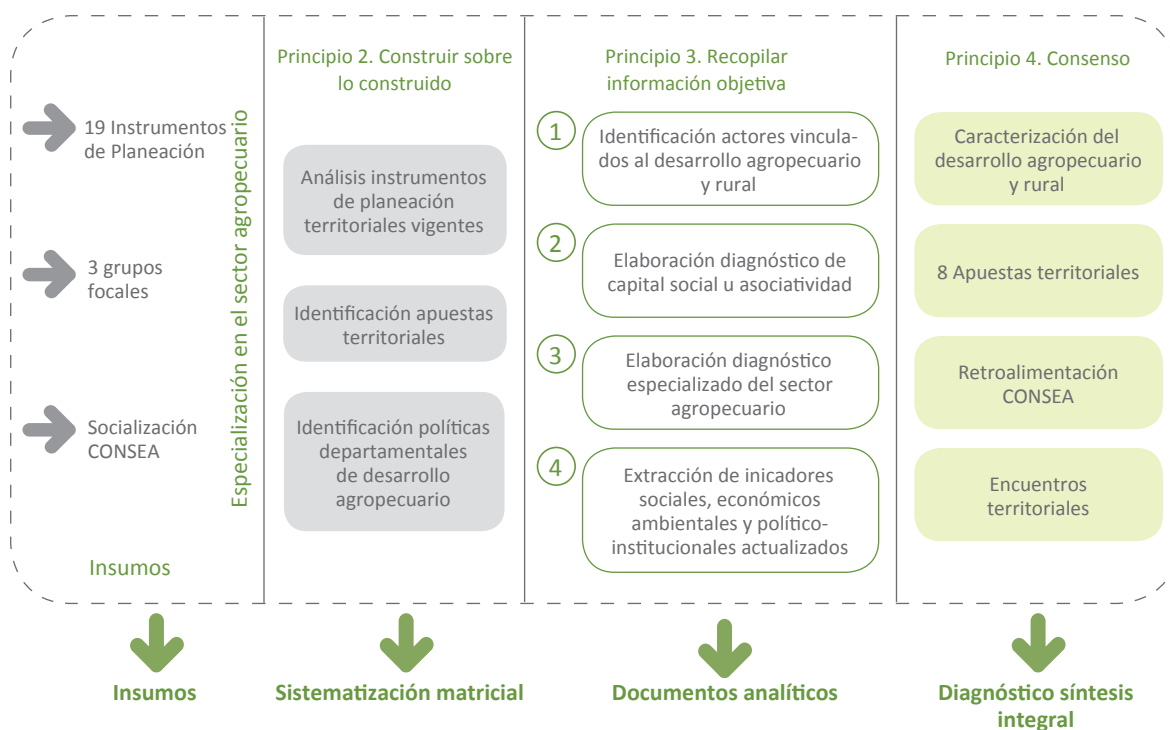 19 Instrumentos
de Planeación
3 grupos
focales
Socialización
CONSEA
Insumos
Especialización en el sector agropecuario
Principio 2. Construir sobre
lo construido
Análisis instrumentos
de planeación
territoriales vigentes
Identificación apuestas
territoriales
Identificación políticas
departamentales
de desarrollo
agropecuario
Principio 3. Recopilar
información objetiva
1
Identificación actores vincula-
dos al desarrollo agropecuario
y rural
2
Elaboración diagnóstico de
capital social u asociatividad
3
Elaboración diagnóstico
especializado del sector
agropecuario
4
Extracción de inicadores
sociales, económicos
ambientales y político-
institucionales actualizados
Principio 4. Consenso
Caracterización del
desarrollo agropecuario
y rural
8 Apuestas territoriales
Retroalimentación
CONSEA
Encuentros
territoriales
Insumos
Sistematización matricial
Documentos analíticos
Diagnóstico síntesis
integral